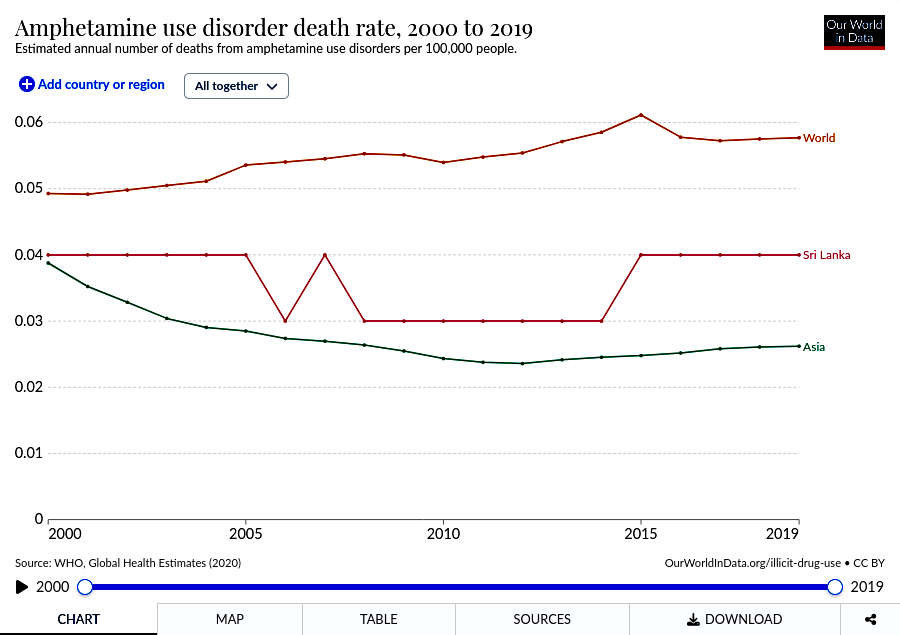 Amphetamine use disorder death rate, 2000 to 2019
Estimated annual number of deaths from amphetamine use disorders per 100,000 people.
Our World
in Data
Add country or region
All together
0.06
World
0.05
0.04
Sri Lanka
0.03
Asia
0.02
0.01
0
2000 2005 2010 2015 2019
Source: WHO, Global Health Estimates (2020)
OurWorldInData.org/illicit-drug-use • CC BY
2000 2019
CHART MAP TABLE SOURCES DOWNLOAD